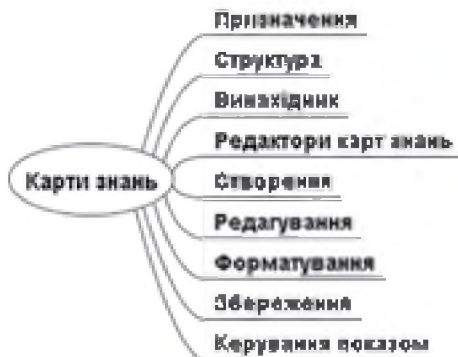 Призначення
Структура
Винахідник
Редактори карт знань
Карти знань
Створення
Редагування
Форматування
Збереження
Керування показом